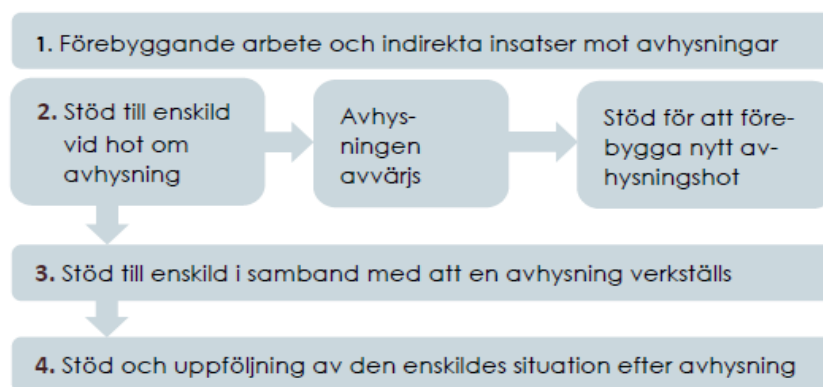 1. Förebyggande arbete och indirekta insatser mot avhysningar
2. Stöd till enskild
vid hot om
avhysning
Avhys-
ningen
avvärjs
Stöd för att före-
bygga nytt av-
hysningshot
3. Stöd till enskild i samband med att en avhysning verkställs
4. Stöd och uppföljning av den enskildes situation efter avhysning